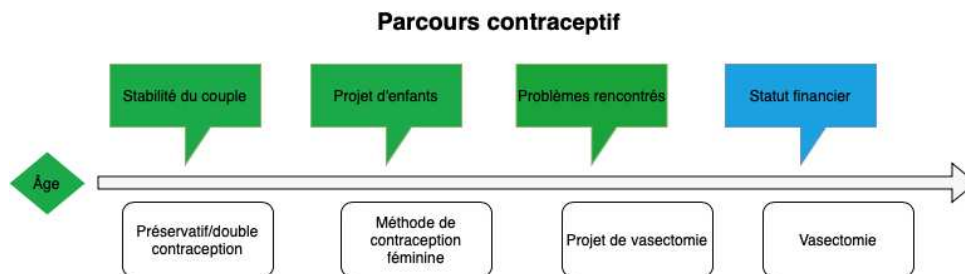 Parcours contraceptif
Stabilité du couple
Projet d'enfants
Problèmes rencontrés
Statut financier
Âge
Préservatif/double
contraception
Méthode de
contraception
féminine
Projet de vasectomie
Vasectomie